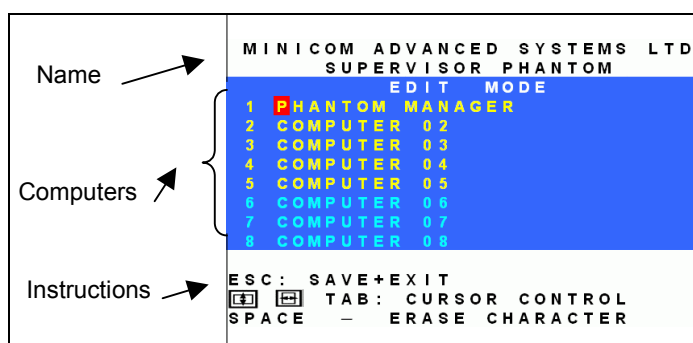 MINICOM ADVANCED SYSTEMS LTD
SUPERVISOR PHANTOM
Name
EDIT MODE
1 PHANTOM MANAGER
2 COMPUTER 02
3 COMPUTER 03
4 COMPUTER 04
5 COMPUTER 05
Computers
6 COMPUTER 06
7 COMPUTER 07
8 COMPUTER 08
Instructions
ESC: SAVE+EXIT
TAB: CURSOR CONTROL
SPACE – ERASE CHARACTER